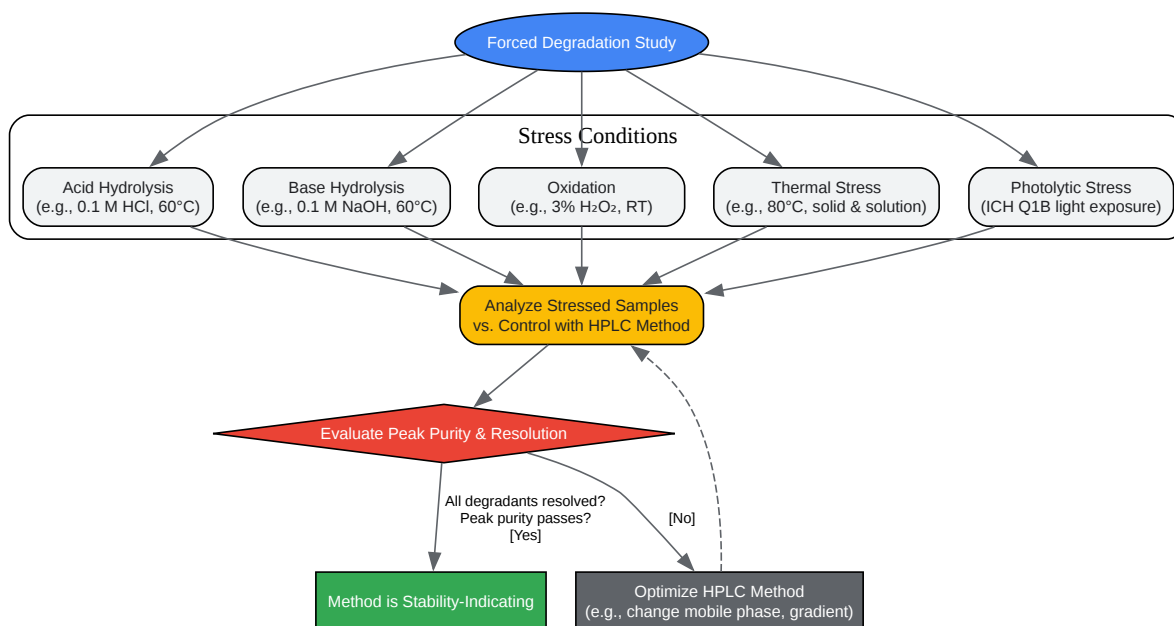 Forced Degradation Study
Stress Conditions
Acid Hydrolysis
(e.g., 0.1 M HCl, 60°C)
Base Hydrolysis
(e.g., 0.1 M NaOH, 60°C)
Oxidation
(e.g., 3% H₂O₂, RT)
Thermal Stress
(e.g., 80°C, solid & solution)
Photolytic Stress
(ICH Q1B light exposure)
Analyze Stressed Samples
vs. Control with HPLC Method
Evaluate Peak Purity & Resolution
All degradants resolved?
Peak purity passes?
[Yes]
[No]
Method is Stability-Indicating
Optimize HPLC Method
(e.g., change mobile phase, gradient)